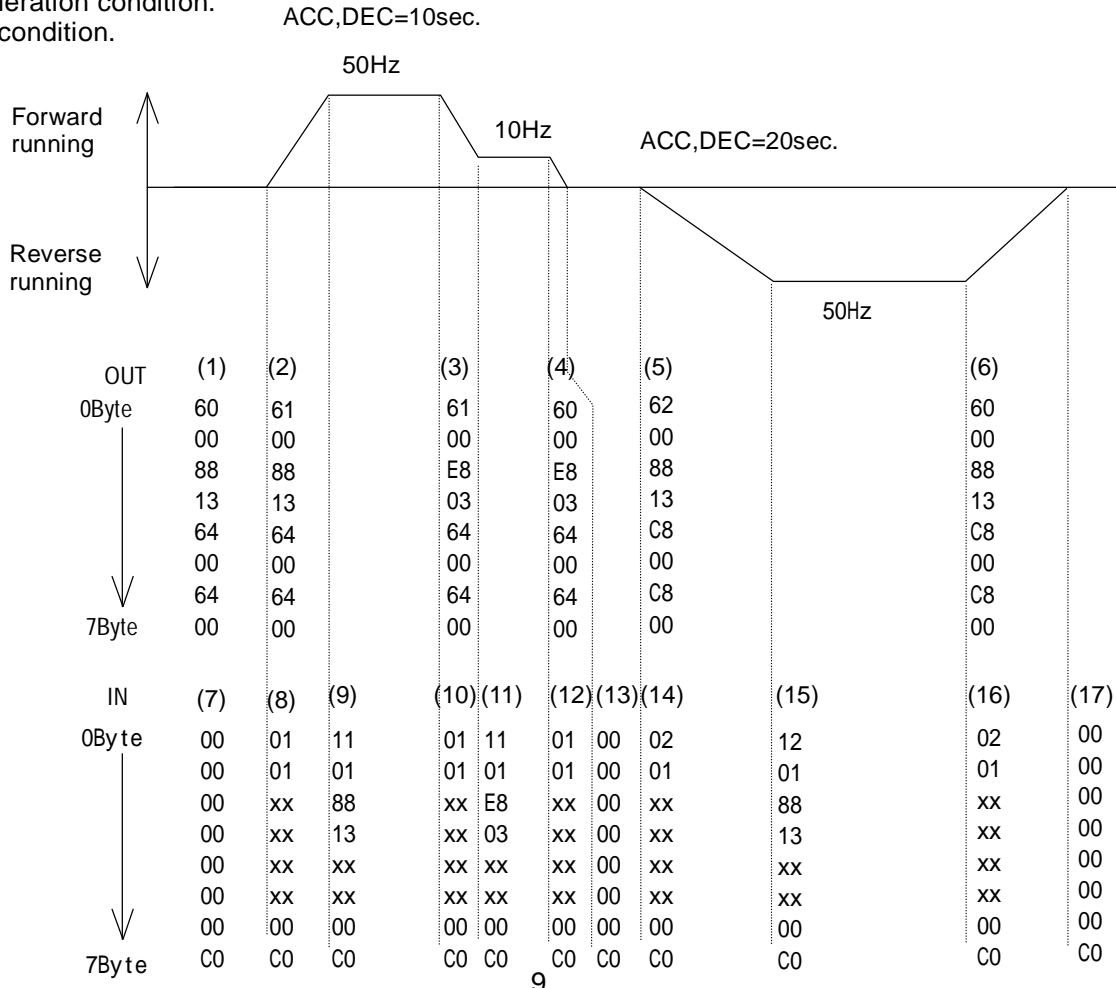 eration condition.
condition.
ACC,DEC=10sec.
50Hz
Forward
running
10Hz
ACC,DEC=20sec.
Reverse
running
50Hz
OUT (1) (2) (3) (4) (5) (6)
0Byte 60 61 61 60 62 60
00 00 00 00 00 00
88 88 E8 E8 88 88
13 13 03 03 13 13
64 64 64 64 C8 C8
00 00 00 00 00 00
64 64 64 64 C8 C8
7Byte 00 00 00 00 00 00
IN (7) (8) (9) (10) (11) (12) (13) (14) (15) (16) (17)
0Byte 00 01 11 01 11 01 00 02 12 02 00
00 01 01 01 01 01 00 01 01 01 00
00 xx 88 xx E8 xx 00 xx 88 xx 00
00 xx 13 xx 03 xx 00 xx 13 xx 00
00 xx xx xx xx xx 00 xx xx xx 00
00 xx xx xx xx xx 00 xx xx xx 00
00 00 00 00 00 00 00 00 00 00 00
7Byte C0 C0 C0 C0 C0 C0 C0 C0 C0 C0 C0
9